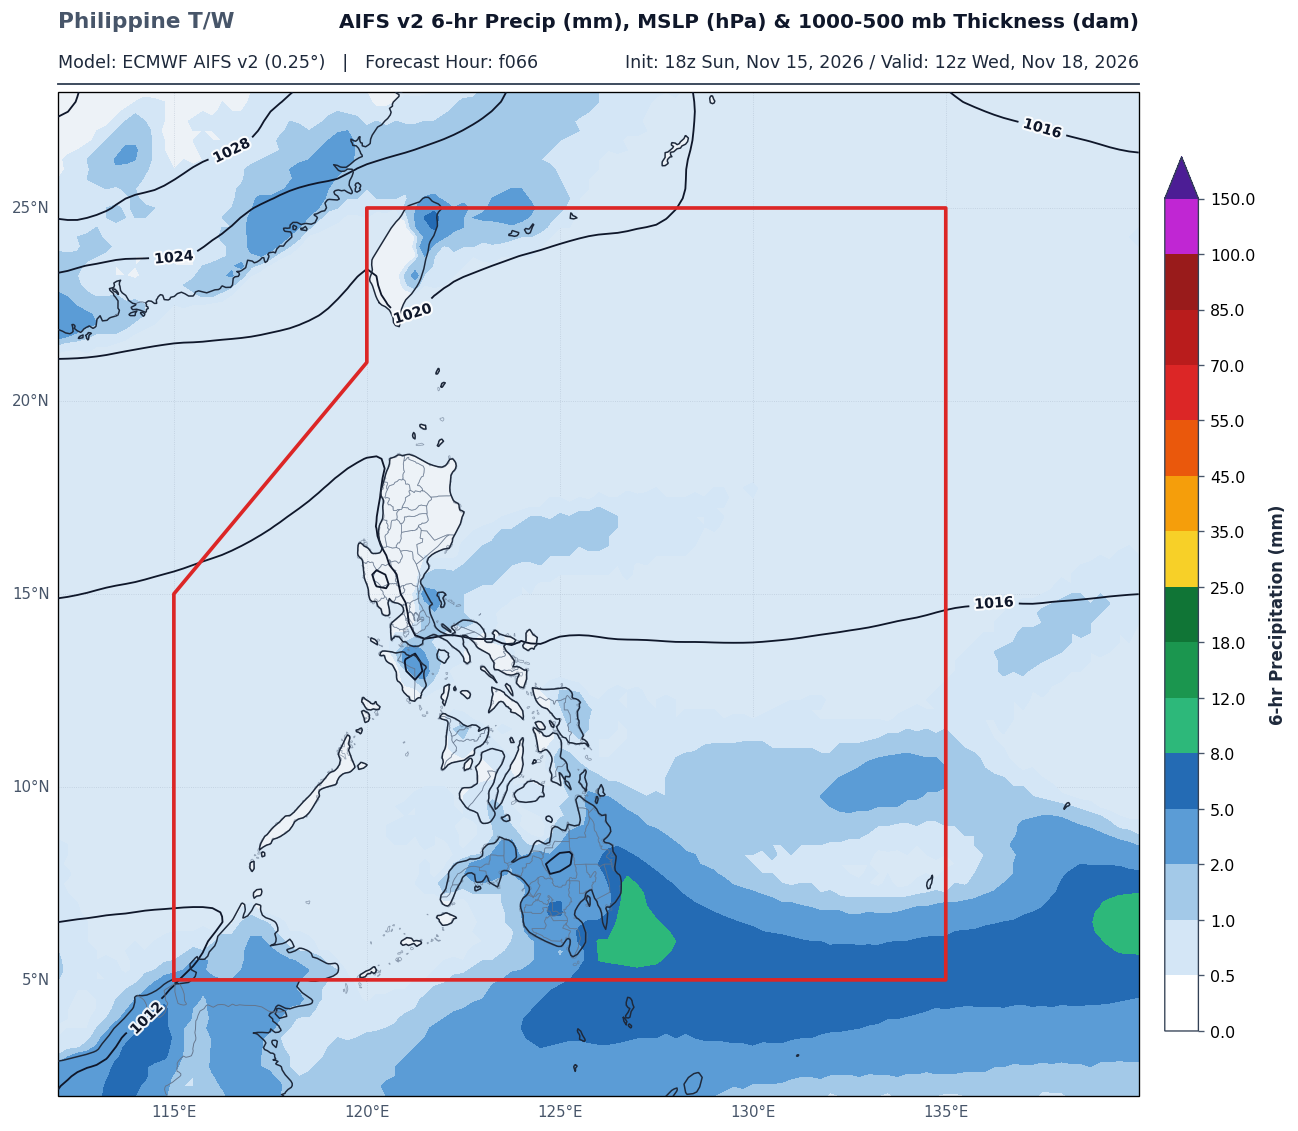 Philippine T/W
AIFS v2 6-hr Precip (mm), MSLP (hPa) & 1000-500 mb Thickness (dam)
Model: ECMWF AIFS v2 (0.25°) | Forecast Hour: f066
Init: 18z Sun, Nov 15, 2026 / Valid: 12z Wed, Nov 18, 2026
1028
1016
1024
1020
1016
1012
25°N
20°N
15°N
10°N
5°N
115°E
120°E
125°E
130°E
135°E
150.0
100.0
85.0
70.0
55.0
45.0
35.0
25.0
18.0
12.0
8.0
5.0
2.0
1.0
0.5
0.0
6-hr Precipitation (mm)